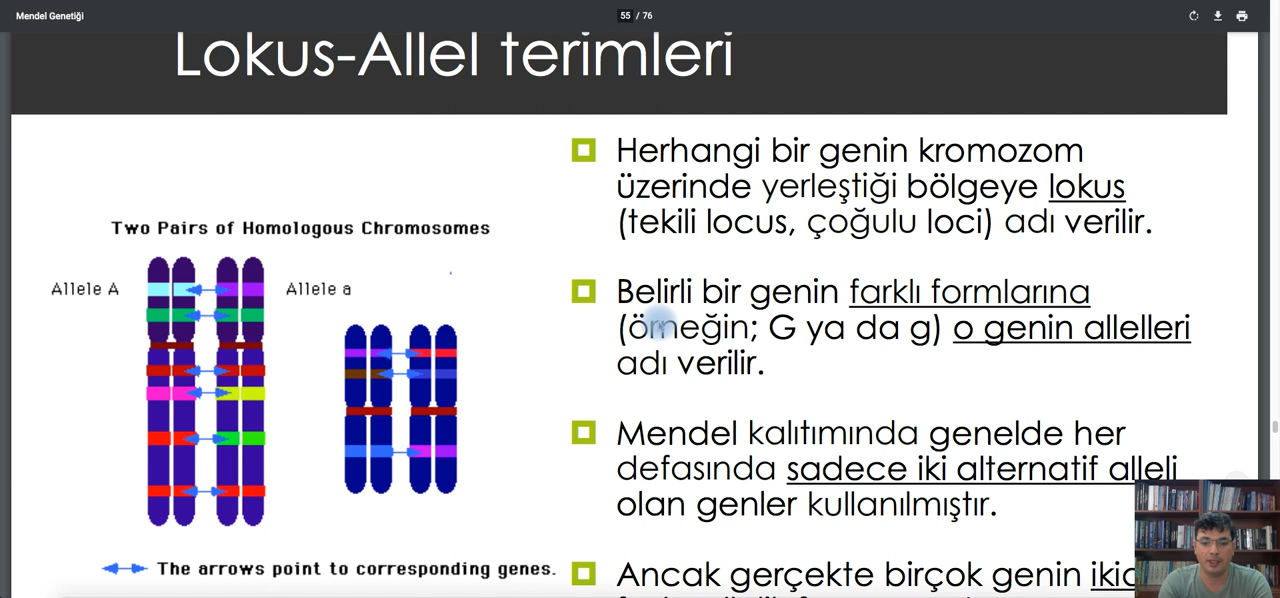 Mendel Genetiği
55 / 76
Lokus-Allel terimleri
Two Pairs of Homologous Chromosomes
Allele A
Allele a
The arrows point to corresponding genes.
Herhangi bir genin kromozom
üzerinde yerleştiği bölgeye lokus
(tekili locus, çoğulu loci) adı verilir.
Belirli bir genin farklı formlarına
(örneğin; G ya da g) o genin allelleri
adı verilir.
Mendel kalıtımında genelde her
defasında sadece iki alternatif alleli
olan genler kullanılmıştır.
Ancak gerçekte birçok genin